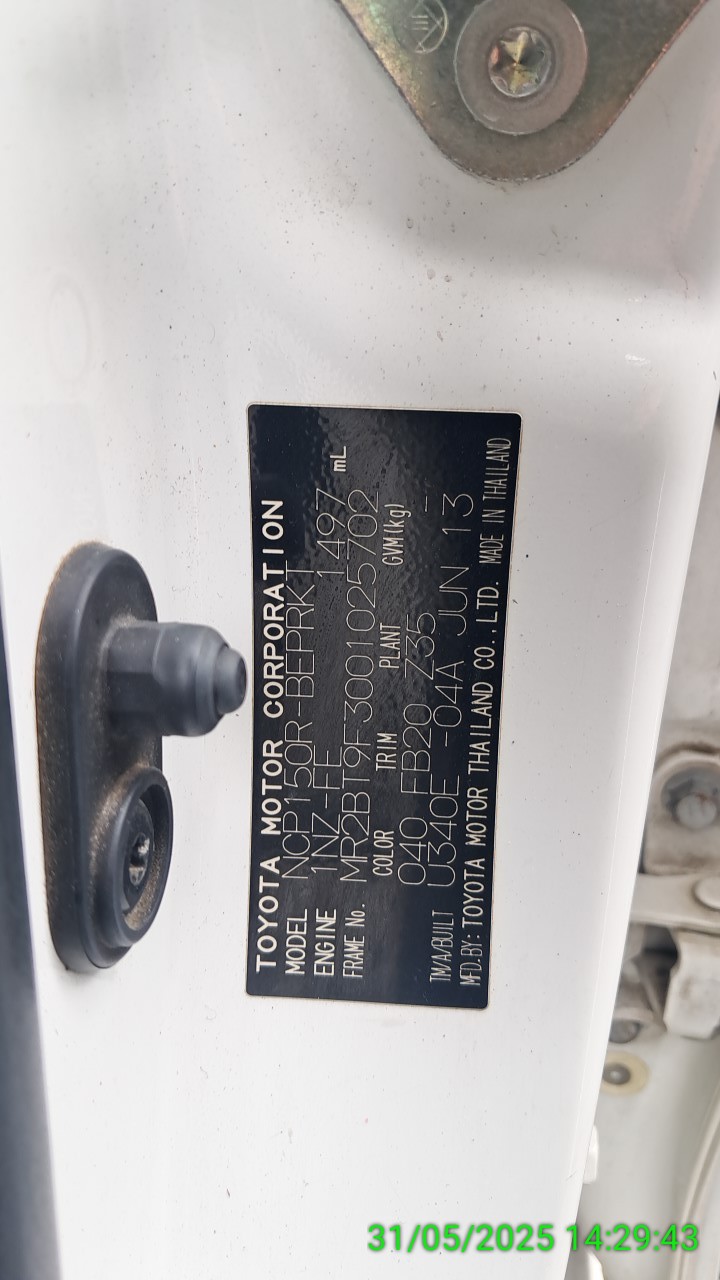 TOYOTA MOTOR CORPORATION
MODEL NCP150R-BEPRKT
ENGINE 1NZ-FE 1497 mL
FRAME No. MR2BT9F3001025702
COLOR TRIM PLANT GVM(kg)
040 FB20 Z35 --
TM/A/BUILT U340E -04A JUN 13
MFD.BY: TOYOTA MOTOR THAILAND CO.,LTD. MADE IN THAILAND
31/05/2025 14:29:43